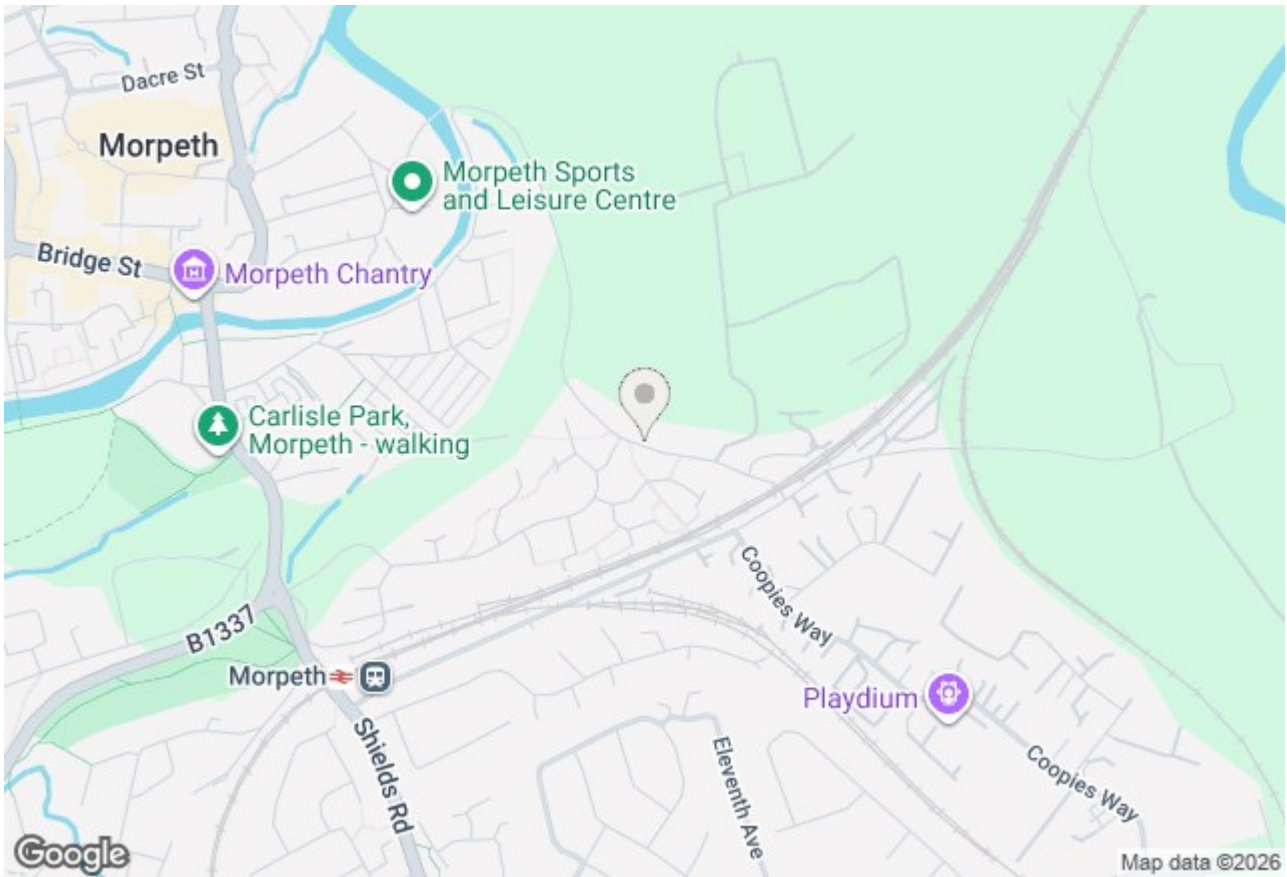 Dacre St
Morpeth
Morpeth Sports
and Leisure Centre
Bridge St
Morpeth Chantry
Carlisle Park,
Morpeth - walking
B1337
Coopies Way
Morpeth
Playdium
Shields Rd
Eleventh Ave
Coopies Way
Google
Map data ©2026